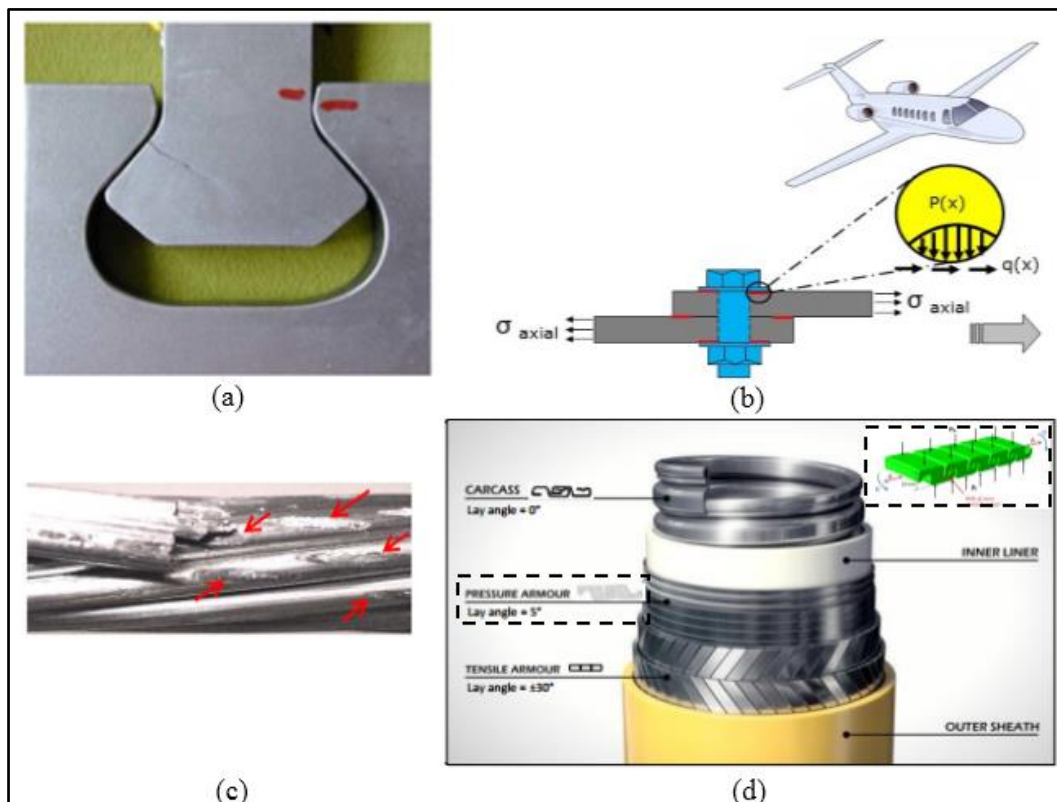 P(x)
q(x)
σ axial
σ axial
(a)
(b)
CARCASS
Lay angle = 0°
INNER LINER
PRESSURE ARMOUR
Lay angle = 5°
TENSILE ARMOUR
Lay angle = ±30°
OUTER SHEATH
(c)
(d)